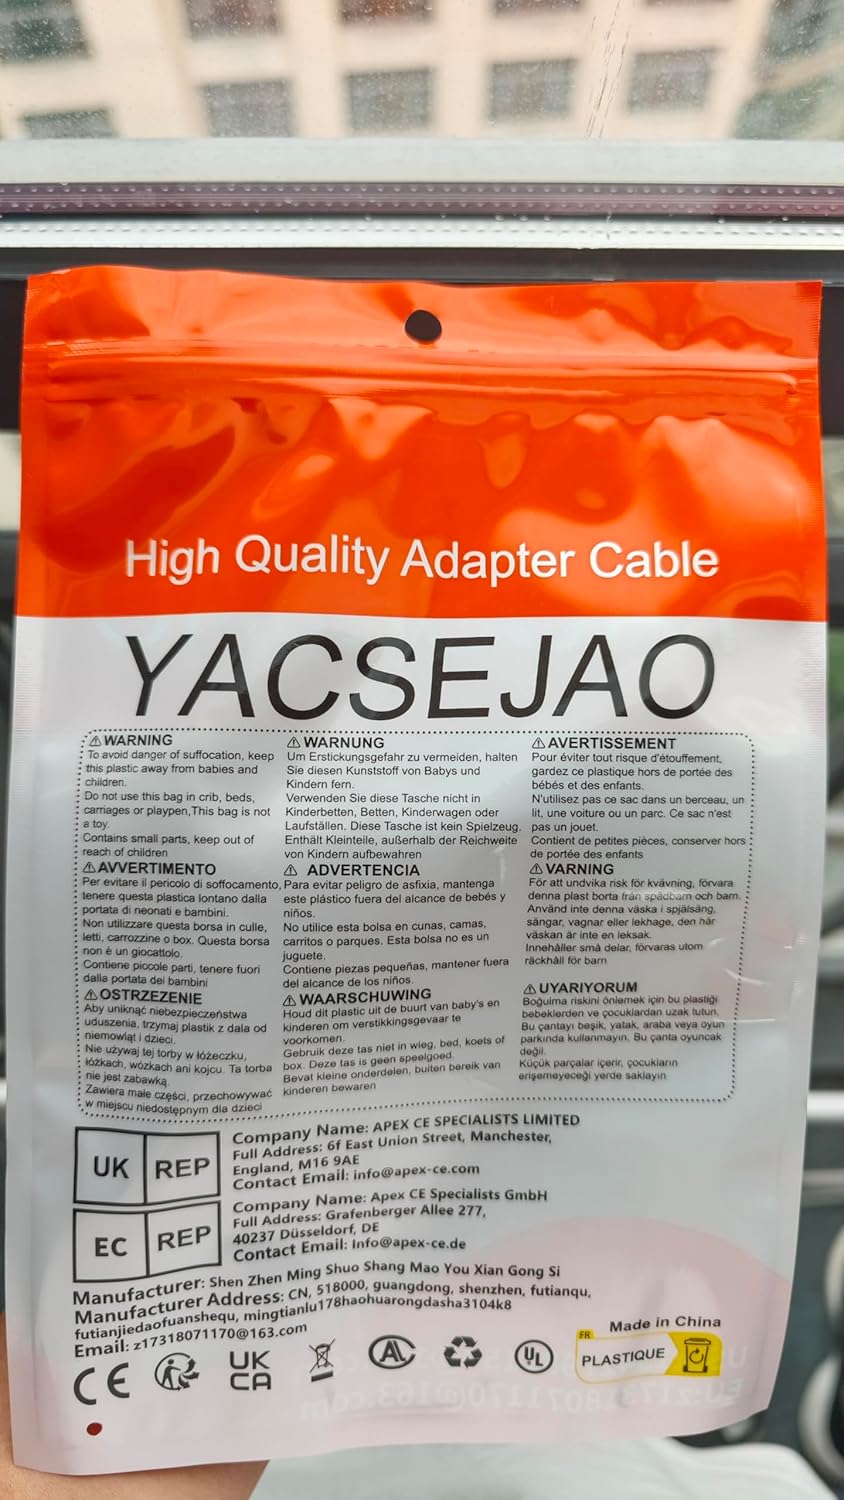 High Quality Adapter Cable
YACSEJAO
⚠ WARNING
To avoid danger of suffocation, keep
this plastic away from babies and
children.
Do not use this bag in crib, beds,
carriages or playpen,This bag is not
a toy.
Contains small parts, keep out of
reach of children
⚠ WARNUNG
Um Erstickungsgefahr zu vermeiden, halten
Sie diesen Kunststoff von Babys und
Kindern fern.
Verwenden Sie diese Tasche nicht in
Kinderbetten, Betten, Kinderwagen oder
Laufställen. Diese Tasche ist kein Spielzeug.
Enthält Kleinteile, außerhalb der Reichweite
von Kindern aufbewahren
⚠ AVERTISSEMENT
Pour éviter tout risque d'étouffement,
gardez ce plastique hors de portée des
bébés et des enfants.
N'utilisez pas ce sac dans un berceau, un
lit, une voiture ou un parc. Ce sac n'est
pas un jouet.
Contient de petites pièces, conserver hors
de portée des enfants
⚠ AVVERTIMENTO
Per evitare il pericolo di soffocamento,
tenere questa plastica lontano dalla
portata di neonati e bambini.
Non utilizzare questa borsa in culle,
letti, carrozzine o box. Questa borsa
non è un giocattolo.
Contiene piccole parti, tenere fuori
dalla portata dei bambini
⚠ ADVERTENCIA
Para evitar peligro de asfixia, mantenga
este plástico fuera del alcance de bebés y
niños.
No utilice esta bolsa en cunas, camas,
carritos o parques. Esta bolsa no es un
juguete.
Contiene piezas pequeñas, mantener fuera
del alcance de los niños.
⚠ VARNING
För att undvika risk för kvävning, förvara
denna plast borta från spädbarn och barn.
Använd inte denna väska i spjälsäng,
sängar, vagnar eller lekhage, den här
väskan är inte en leksak.
Innehåller små delar, förvaras utom
räckhåll för barn
⚠ OSTRZEZENIE
Aby uniknąć niebezpieczeństwa
uduszenia, trzymaj plastik z dala od
niemowląt i dzieci.
Nie używaj tej torby w łóżeczku,
łóżkach, wózkach ani kojcu. Ta torba
nie jest zabawką.
Zawiera małe części, przechowywać
w miejscu niedostępnym dla dzieci
⚠ WAARSCHUWING
Houd dit plastic uit de buurt van baby's en
kinderen om verstikkingsgevaar te
voorkomen.
Gebruik deze tas niet in wieg, bed, koets of
box. Deze tas is geen speelgoed.
Bevat kleine onderdelen, buiten bereik van
kinderen bewaren
⚠ UYARIYORUM
Boğulma riskini önlemek için bu plastiği
bebeklerden ve çocuklardan uzak tutun.
Bu çantayı beşik, yatak, araba veya oyun
parkında kullanmayın. Bu çanta oyuncak
değil.
Küçük parçalar içerir, çocukların
erişemeyeceği yerde saklayın
UK REP
Company Name: APEX CE SPECIALISTS LIMITED
Full Address: 6f East Union Street, Manchester,
England, M16 9AE
Contact Email: info@apex-ce.com
EC REP
Company Name: Apex CE Specialists GmbH
Full Address: Grafenberger Allee 277,
40237 Düsseldorf, DE
Contact Email: Info@apex-ce.de
Manufacturer: Shen Zhen Ming Shuo Shang Mao You Xian Gong Si
Manufacturer Address: CN, 518000, guangdong, shenzhen, futianqu,
futianjiedaofuanshequ, mingtianlu178haohuarongdasha3104k8
Email: z17318071170@163.com
Made in China
CE
UK
CA
UL
FR
PLASTIQUE